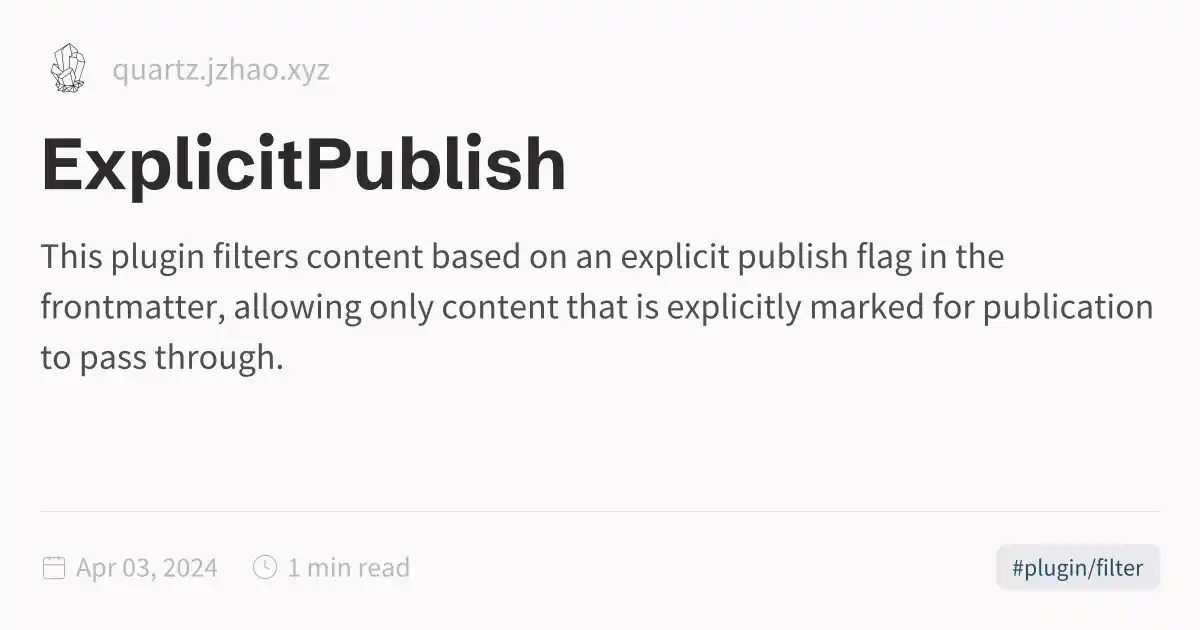 quartz.jzhao.xyz
ExplicitPublish
This plugin filters content based on an explicit publish flag in the
frontmatter, allowing only content that is explicitly marked for publication
to pass through.
Apr 03, 2024 1 min read #plugin/filter